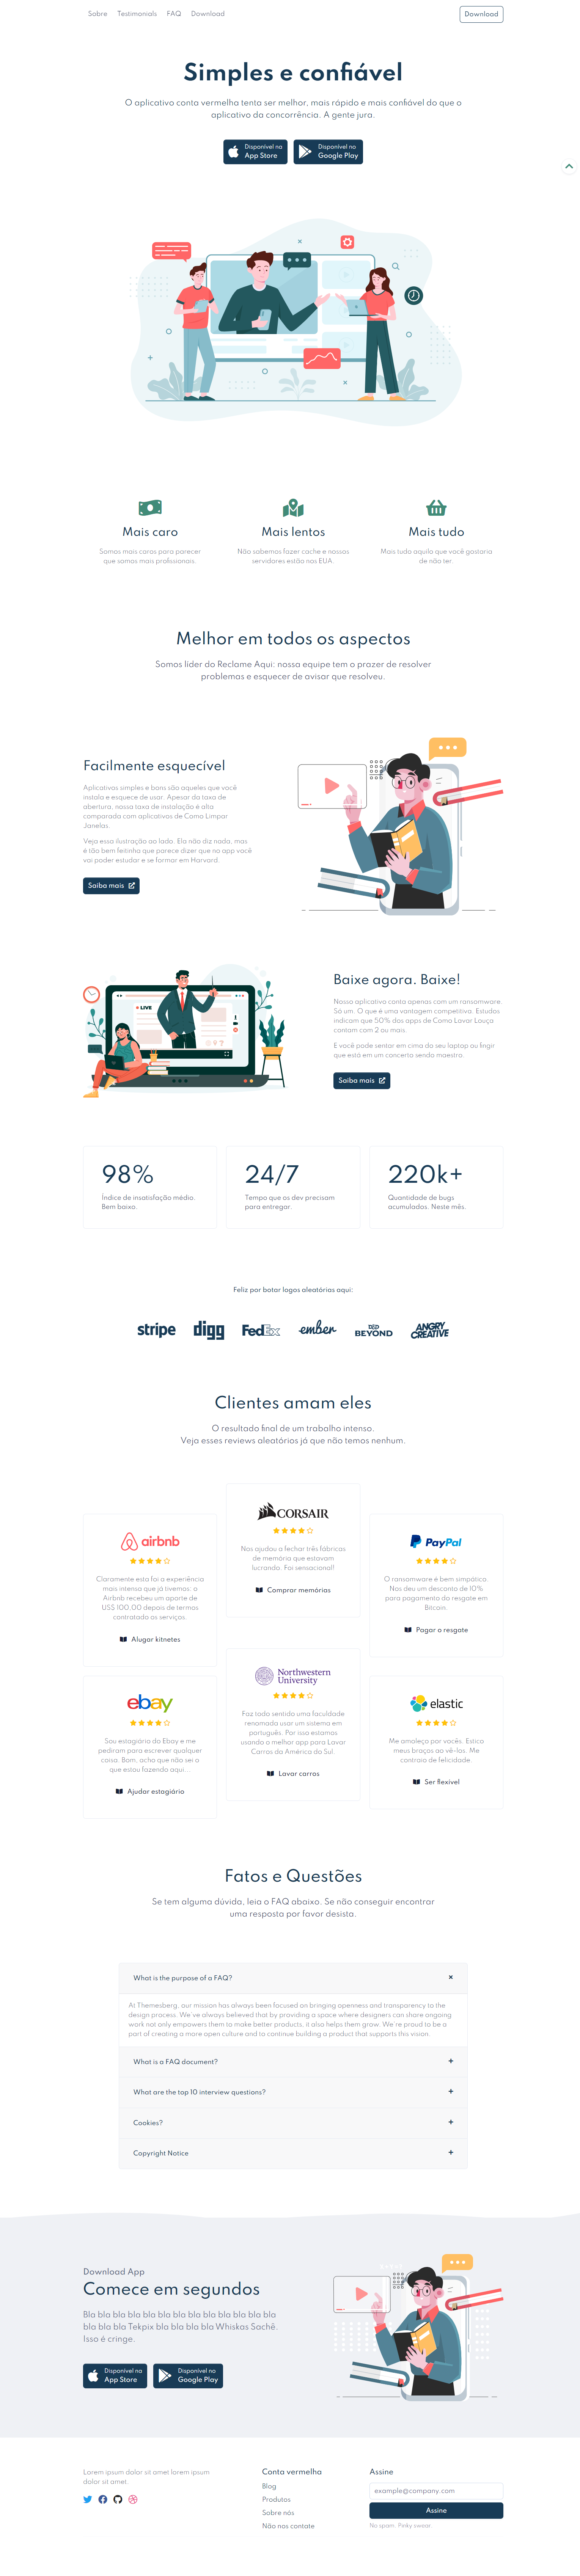 Sobre Testimonials FAQ Download Download
Simples e confiável
O aplicativo conta vermelha tenta ser melhor, mais rápido e mais confiável do que o
aplicativo da concorrência. A gente jura.
Disponível na
App Store
Disponível no
Google Play
Mais caro
Somos mais caros para parecer
que somos mais profissionais.
Mais lentos
Não sabemos fazer cache e nossos
servidores estão nos EUA.
Mais tudo
Mais tudo aquilo que você gostaria
de não ter.
Melhor em todos os aspectos
Somos líder do Reclame Aqui: nossa equipe tem o prazer de resolver
problemas e esquecer de avisar que resolveu.
Facilmente esquecível
Aplicativos simples e bons são aqueles que você
instala e esquece de usar. Apesar da taxa de
abertura, nossa taxa de instalação é alta
comparada com aplicativos de Como Limpar
Janelas.
Veja essa ilustração ao lado. Ela não diz nada, mas
é tão bem feitinha que parece dizer que no app você
vai poder estudar e se formar em Harvard.
Saiba mais
LIVE
Baixe agora. Baixe!
Nosso aplicativo conta apenas com um ransomware.
Só um. O que é uma vantagem competitiva. Estudos
indicam que 50% dos apps de Como Lavar Louça
contam com 2 ou mais.
E você pode sentar em cima do seu laptop ou fingir
que está em um concerto sendo maestro.
Saiba mais
98%
Índice de insatisfação médio.
Bem baixo.
24/7
Tempo que os dev precisam
para entregar.
220k+
Quantidade de bugs
acumulados. Neste mês.
Feliz por botar logos aleatórias aqui:
stripe digg FedEx ember TED BEYOND ANGRY CREATIVE
Clientes amam eles
O resultado final de um trabalho intenso.
Veja esses reviews aleatórios já que não temos nenhum.
airbnb
Claramente esta foi a experiência
mais intensa que já tivemos: a
Airbnb recebeu um aporte de
US$ 100,00 depois de termos
contratado os serviços.
Alugar kitnetes
CORSAIR
Nos ajudou a fechar três fábricas
de memória que estavam
lucrando. Foi sensacional!
Comprar memórias
PayPal
O ransomware é bem simpático.
Nos deu um desconto de 10%
para pagamento do resgate em
Bitcoin.
Pagar o resgate
ebay
Sou estagiária do Ebay e me
pediram para escrever qualquer
coisa. Bom, acho que não sei o
que estou fazendo aqui...
Ajudar estagiária
Northwestern
University
Faz todo sentido uma faculdade
renomada usar um sistema em
português. Por isso estamos
usando o melhor app para Lavar
Carros da América do Sul.
Lavar carros
elastic
Me amoleço por vocês. Estico
meus braços ao vê-los. Me
contraio de felicidade.
Ser flexível
Fatos e Questões
Se tem alguma dúvida, leia o FAQ abaixo. Se não conseguir encontrar
uma resposta por favor desista.
What is the purpose of a FAQ?
At Themesberg, our mission has always been focused on bringing openness and transparency to the
design process. We've always believed that by providing a space where designers can share ongoing
work not only empowers them to make better products, it also helps them grow. We're proud to be a
part of creating a more open culture and to continue building a product that supports this vision.
What is a FAQ document?
What are the top 10 interview questions?
Cookies?
Copyright Notice
Download App
Comece em segundos
Bla bla bla bla bla bla bla bla bla bla bla bla bla
bla bla bla Tekpix bla bla bla bla Whiskas Sachê.
Isso é cringe.
Disponível na
App Store
Disponível no
Google Play
Lorem ipsum dolor sit amet lorem ipsum
dolor sit amet.
Conta vermelha
Blog
Produtos
Sobre nós
Não nos contate
Assine
example@company.com
Assine
No spam. Pinky swear.